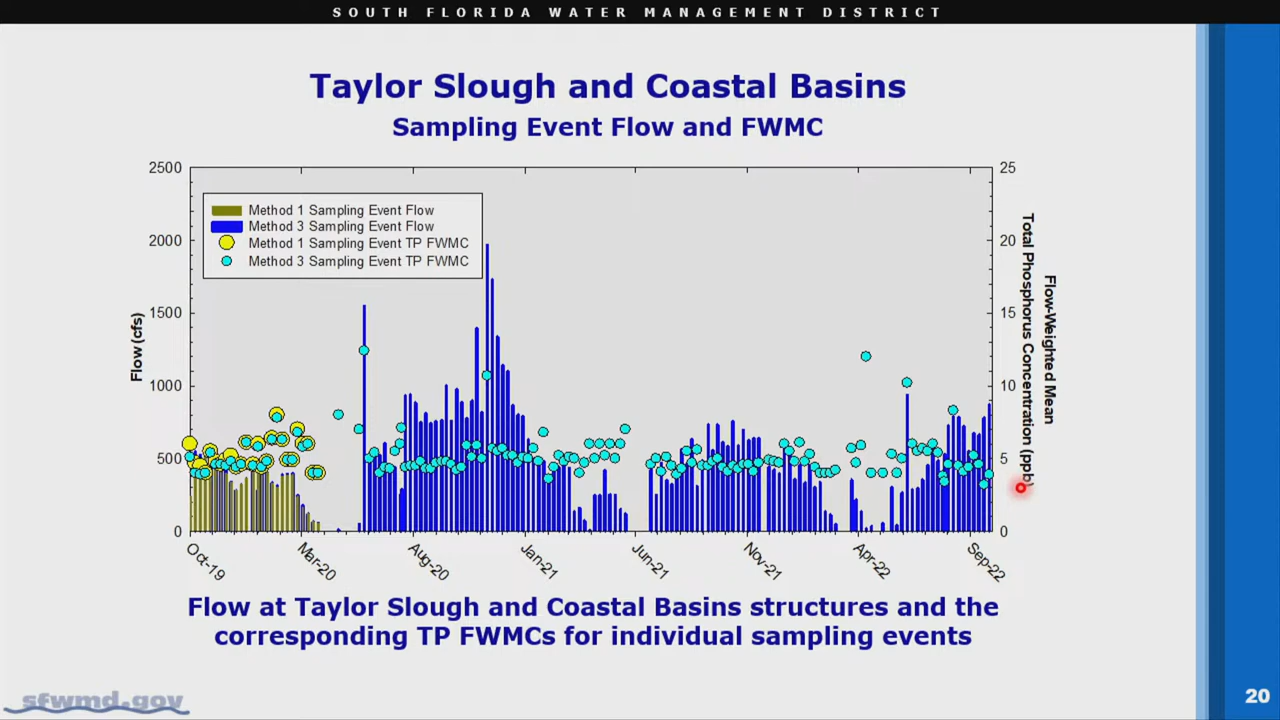 SOUTH FLORIDA WATER MANAGEMENT DISTRICT
Taylor Slough and Coastal Basins
Sampling Event Flow and FWMC
2500
2000
1500
1000
500
0
Flow (cfs)
Method 1 Sampling Event Flow
Method 3 Sampling Event Flow
Method 1 Sampling Event TP FWMC
Method 3 Sampling Event TP FWMC
25
20
15
10
5
0
Flow-Weighted Mean
Total Phosphorus Concentration (ppb)
Oct-19
Mar-20
Aug-20
Jan-21
Jun-21
Nov-21
Apr-22
Sep-22
Flow at Taylor Slough and Coastal Basins structures and the
corresponding TP FWMCs for individual sampling events
sfwmd.gov
20